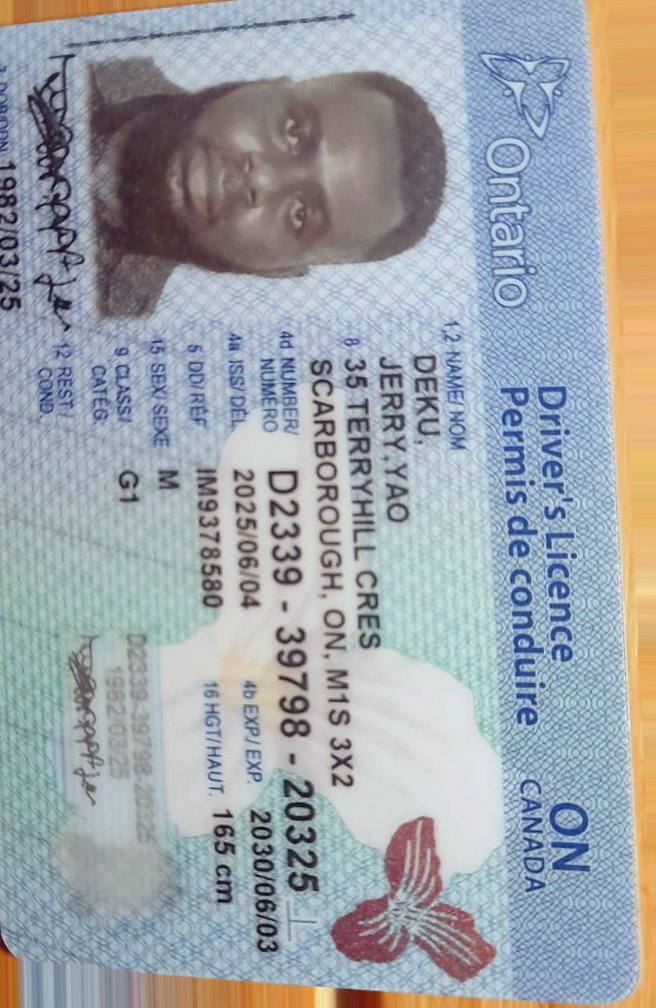 Ontario
Driver's Licence
Permis de conduire
ON
CANADA
1,2 NAME/ NOM
DEKU,
JERRY,YAO
8 35 TERRYHILL CRES
SCARBOROUGH, ON, M1S 3X2
4d NUMBER/
NUMÉRO
D2339 - 39798 - 20325
4a ISS/ DÉL.
2025/06/04
4b EXP./ EXP.
2030/06/03
5 DD/ RÉF
IM9378580
16 HGT/HAUT.
165 cm
15 SEX/ SEXE
M
9 CLASS/
CATÉG
G1
12 REST/
COND.
D2339-39798-20325
1982/03/25
3 DOB/DDN 1982/03/25